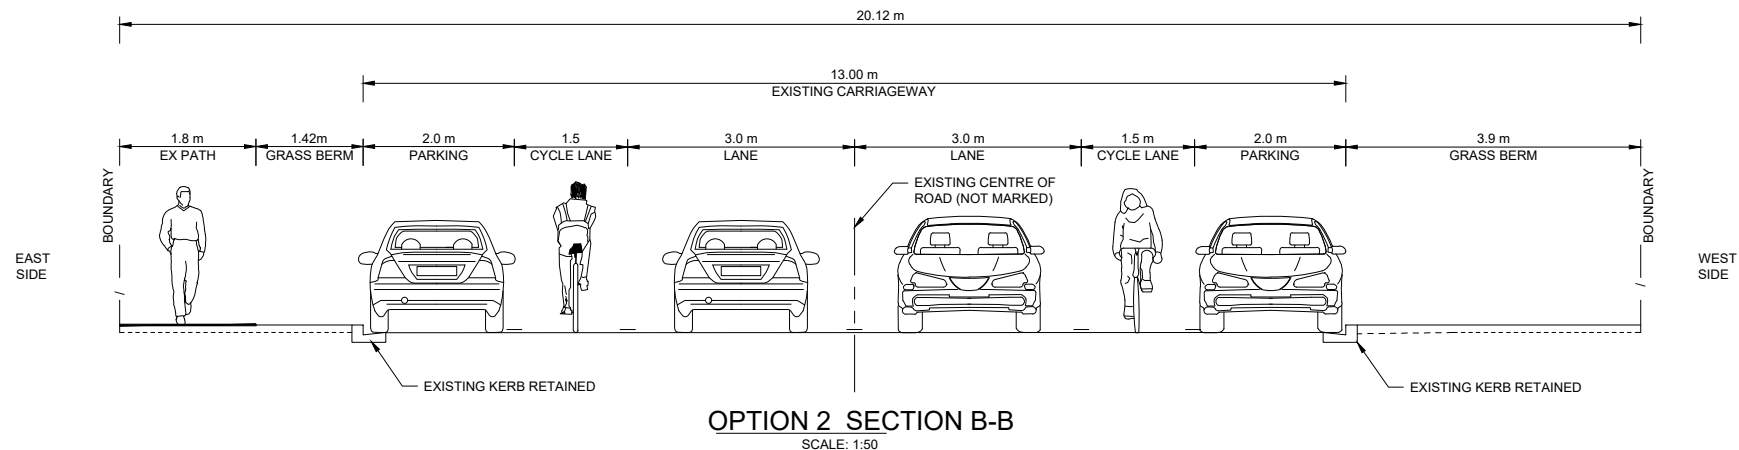 20.12 m
13.00 m
EXISTING CARRIAGEWAY
1.8 m
EX PATH
1.42m
GRASS BERM
2.0 m
PARKING
1.5
CYCLE LANE
3.0 m
LANE
3.0 m
LANE
1.5 m
CYCLE LANE
2.0 m
PARKING
3.9 m
GRASS BERM
BOUNDARY
EXISTING CENTRE OF
ROAD (NOT MARKED)
BOUNDARY
EAST
SIDE
WEST
SIDE
EXISTING KERB RETAINED
EXISTING KERB RETAINED
OPTION 2 SECTION B-B
SCALE: 1:50